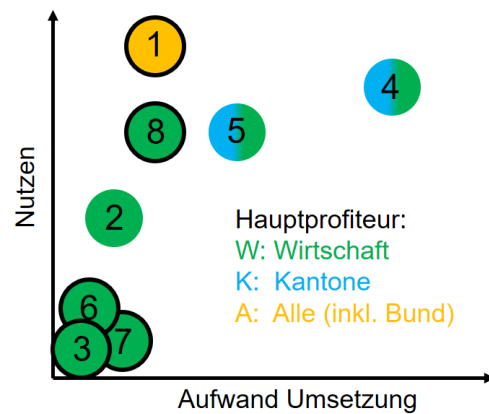 1
4
8
5
2
Nutzen
Hauptprofiteur:
W: Wirtschaft
K: Kantone
A: Alle (inkl. Bund)
6
3
7
Aufwand Umsetzung